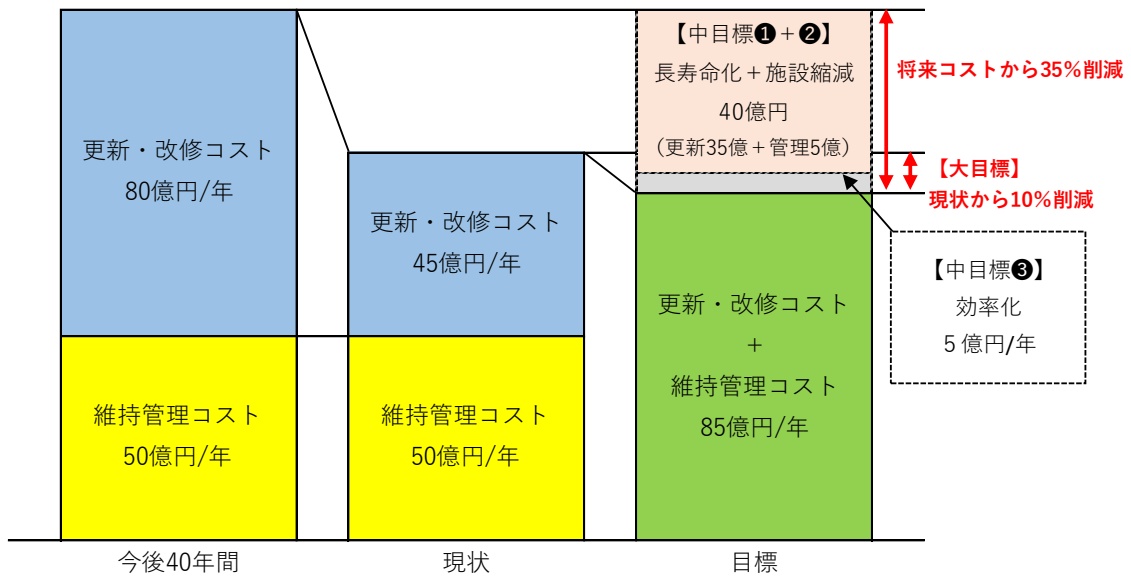 更新・改修コスト
80億円/年
維持管理コスト
50億円/年
今後40年間
更新・改修コスト
45億円/年
維持管理コスト
50億円/年
現状
【中目標❶+❷】
長寿命化+施設縮減
40億円
(更新35億+管理5億)
更新・改修コスト
+
維持管理コスト
85億円/年
目標
将来コストから35%削減
【大目標】
現状から10%削減
【中目標❸】
効率化
５億円/年